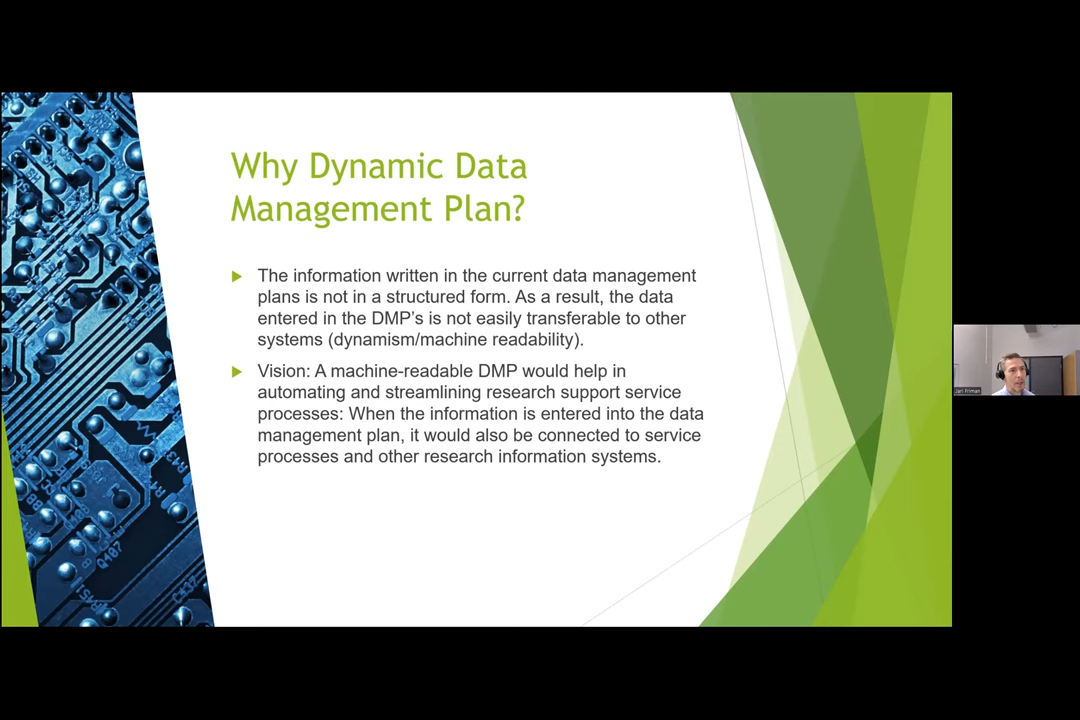 Why Dynamic Data
Management Plan?
The information written in the current data management
plans is not in a structured form. As a result, the data
entered in the DMP's is not easily transferable to other
systems (dynamism/machine readability).
Vision: A machine-readable DMP would help in
automating and streamlining research support service
processes: When the information is entered into the data
management plan, it would also be connected to service
processes and other research information systems.
Jari Friman
Q407